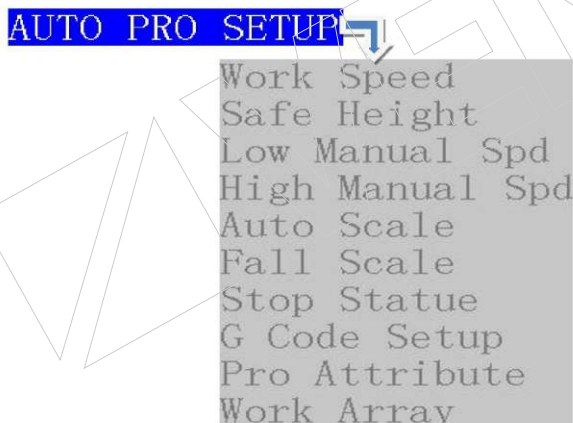 AUTO PRO SETUP
Work Speed
Safe Height
Low Manual Spd
High Manual Spd
Auto Scale
Fall Scale
Stop Statue
G Code Setup
Pro Attribute
Work Array